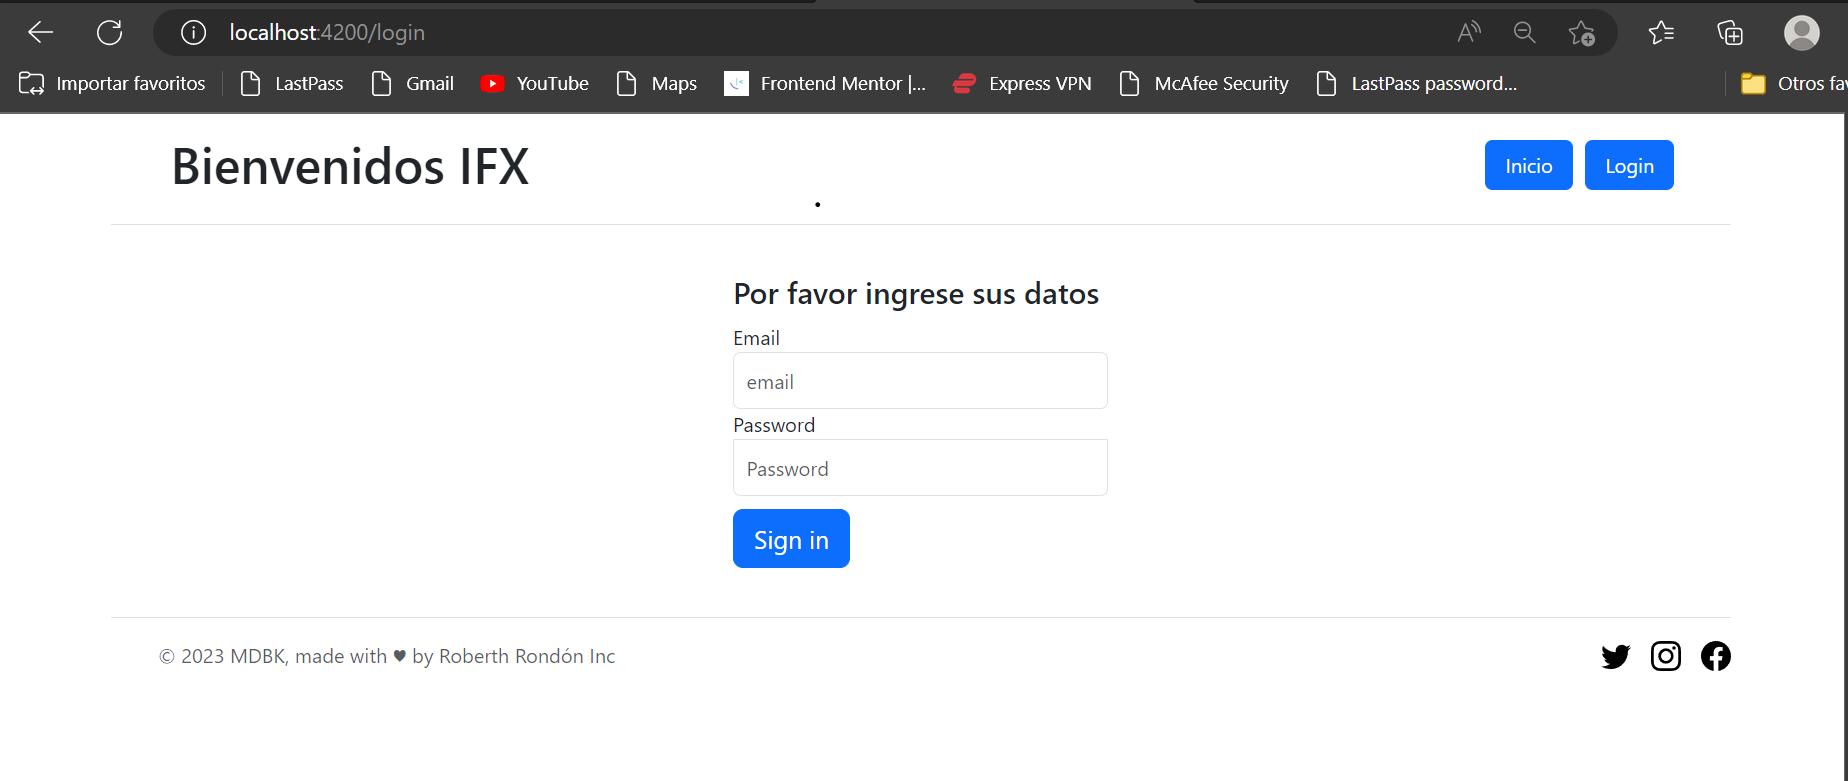 localhost:4200/login
Importar favoritos LastPass Gmail YouTube Maps Frontend Mentor |... Express VPN McAfee Security LastPass password... Otros fav
Bienvenidos IFX
Inicio Login
.
Por favor ingrese sus datos
Email
email
Password
Password
Sign in
© 2023 MDBK, made with ♥ by Roberth Rondón Inc